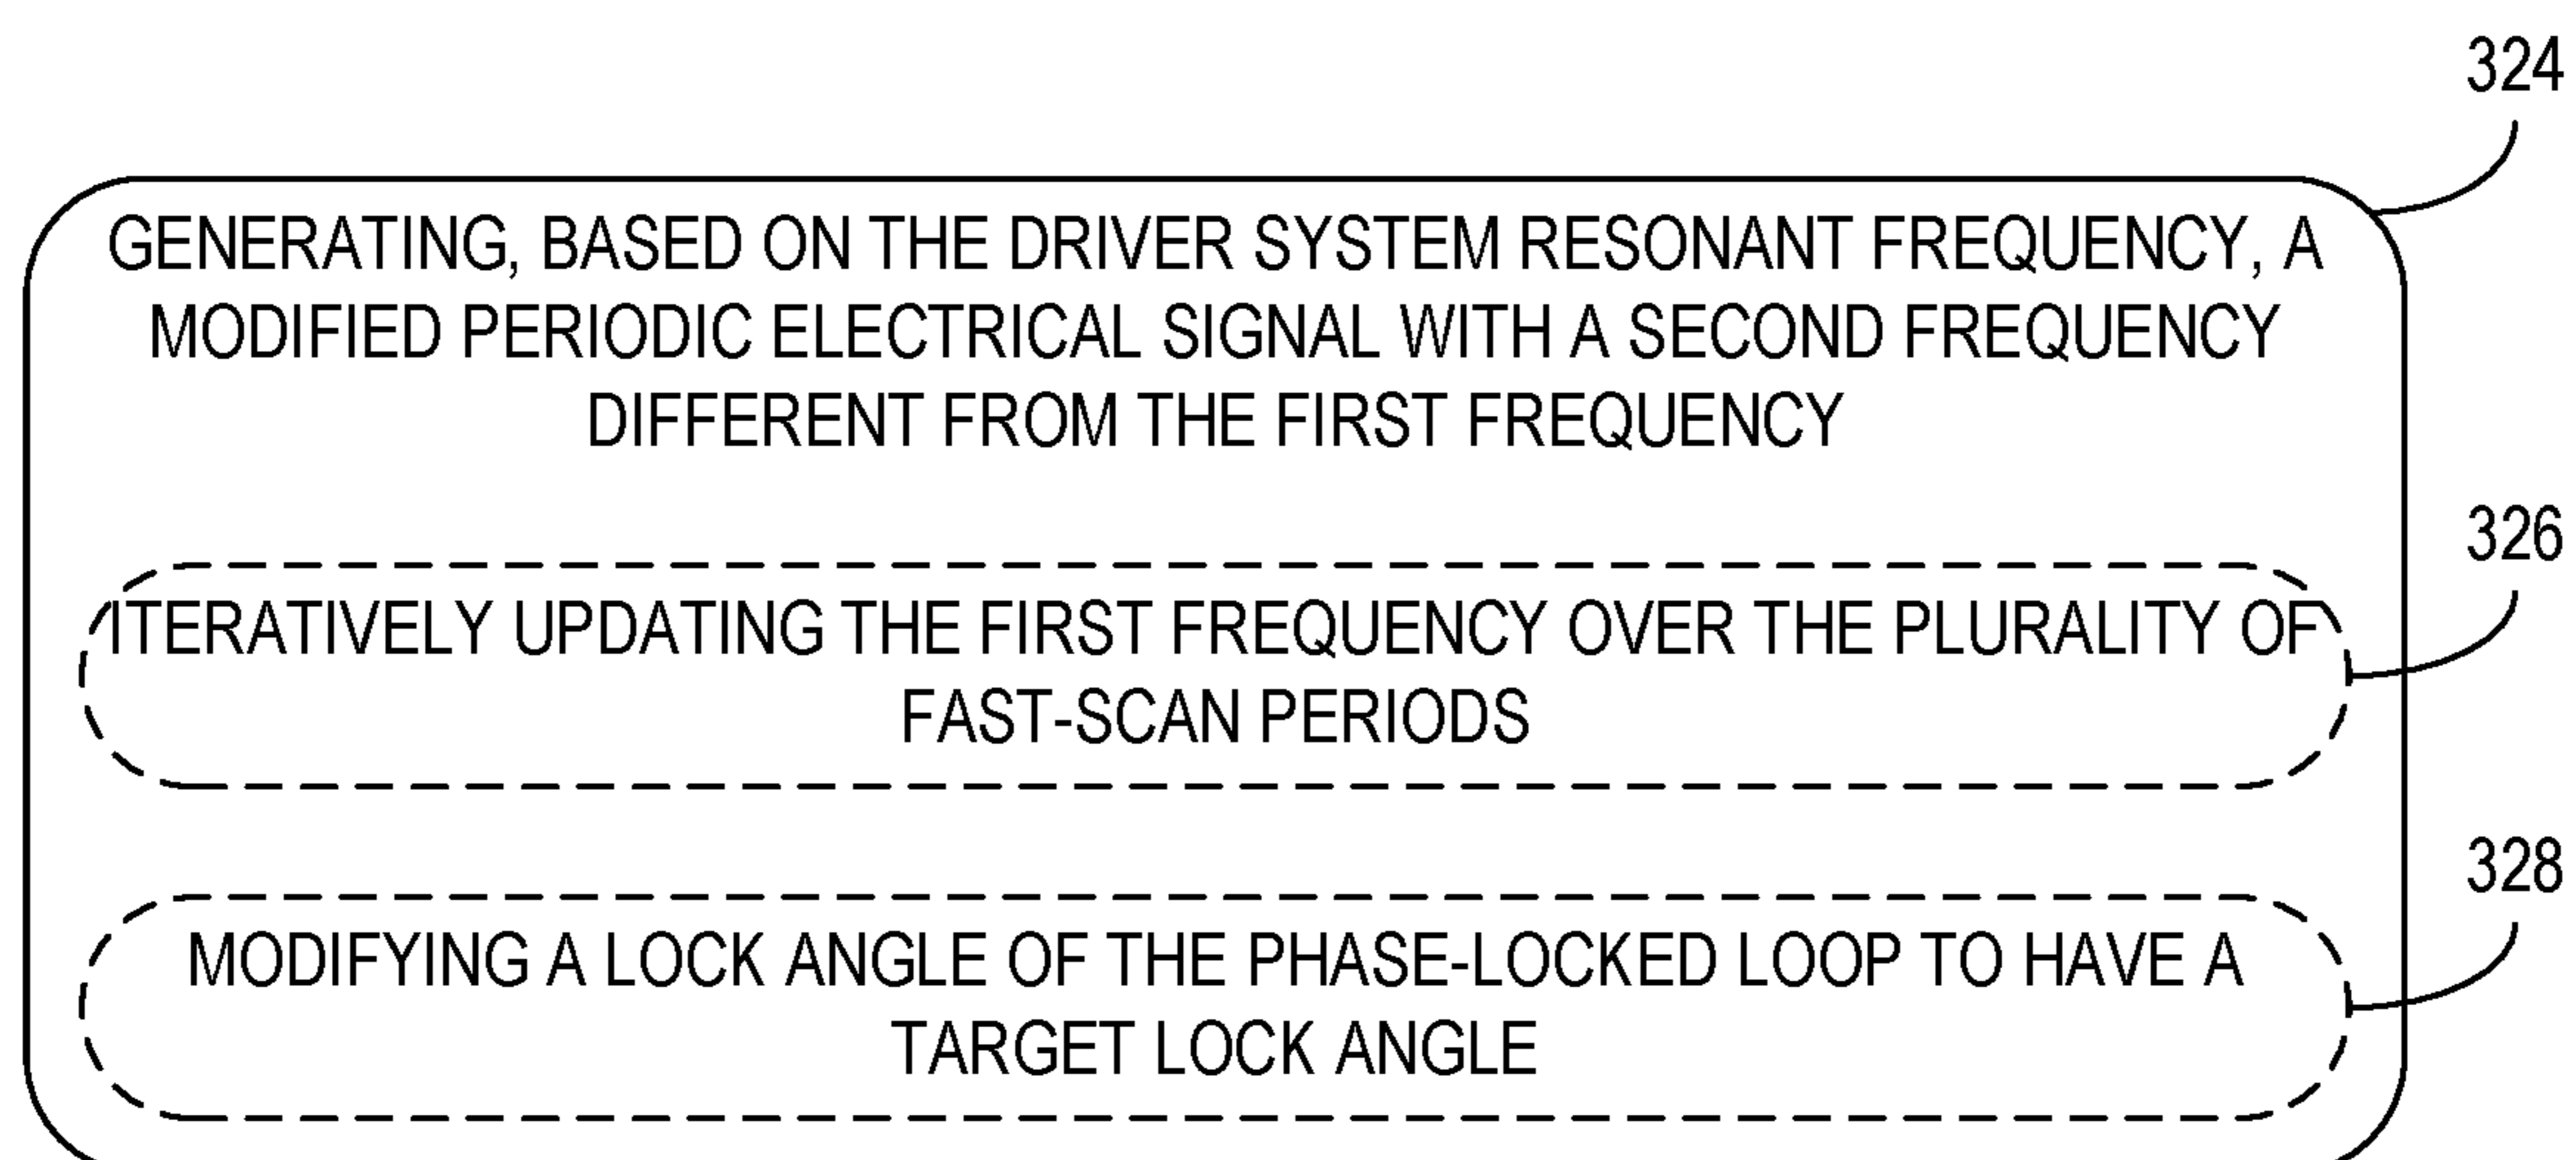 324
GENERATING, BASED ON THE DRIVER SYSTEM RESONANT FREQUENCY, A
MODIFIED PERIODIC ELECTRICAL SIGNAL WITH A SECOND FREQUENCY
DIFFERENT FROM THE FIRST FREQUENCY
326
ITERATIVELY UPDATING THE FIRST FREQUENCY OVER THE PLURALITY OF
FAST-SCAN PERIODS
328
MODIFYING A LOCK ANGLE OF THE PHASE-LOCKED LOOP TO HAVE A
TARGET LOCK ANGLE